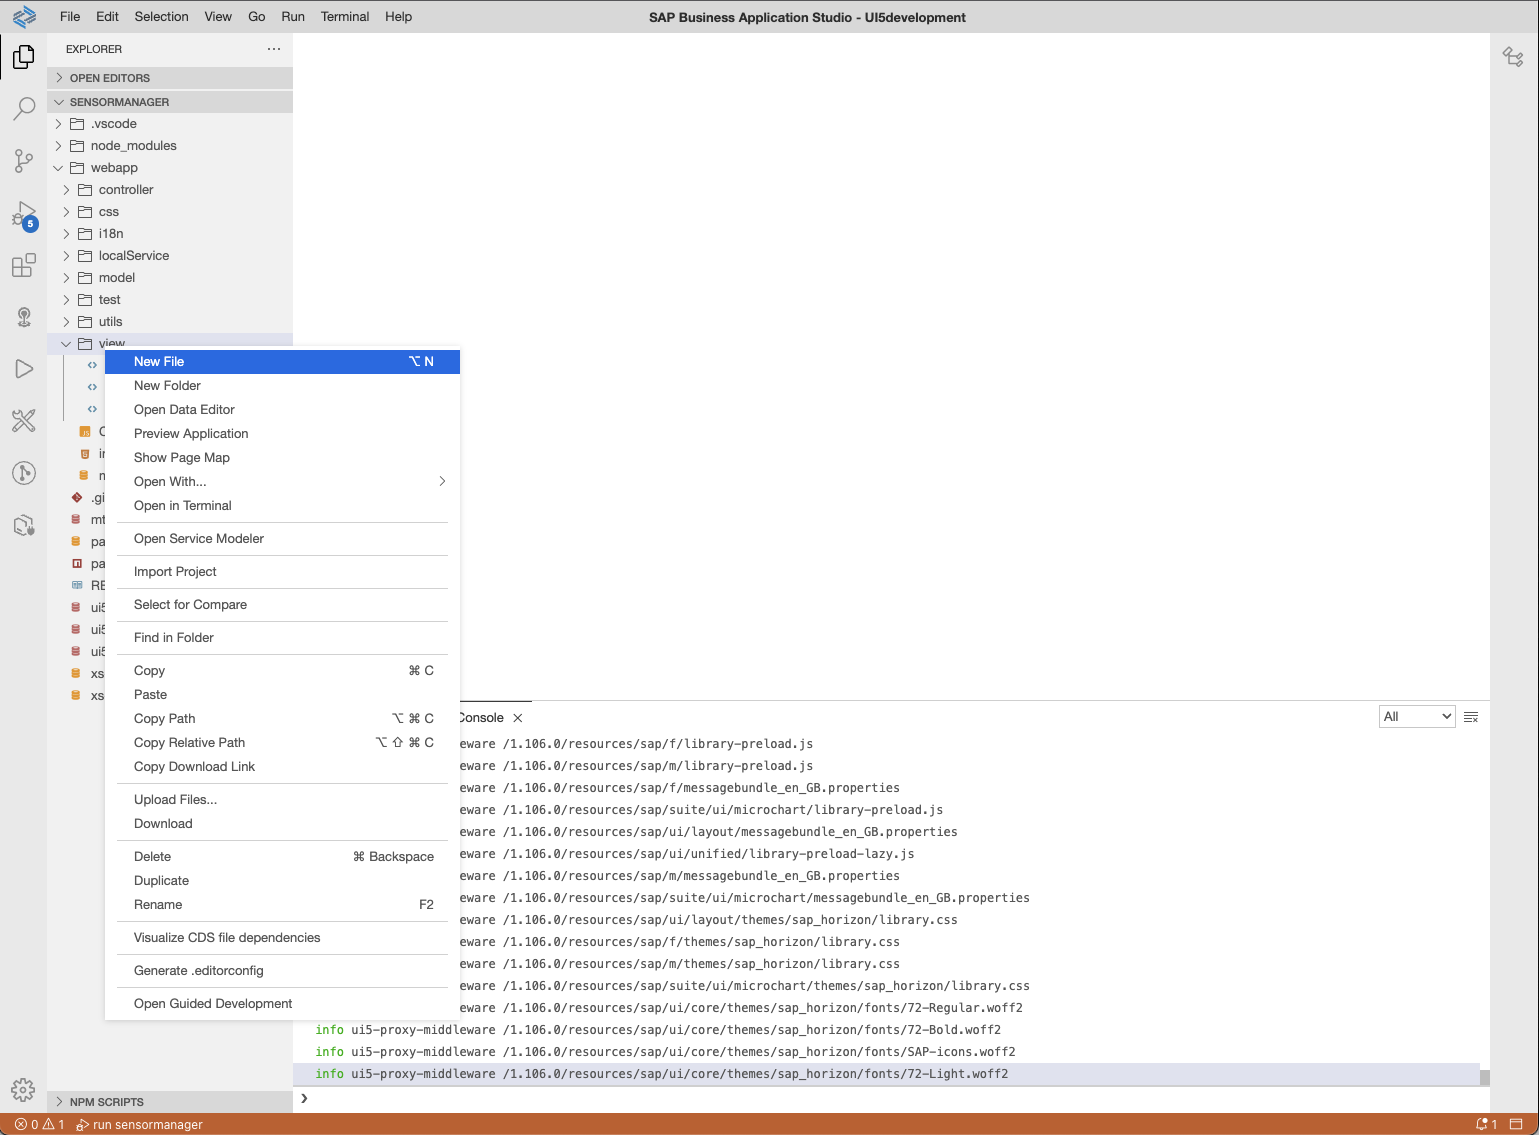 File Edit Selection View Go Run Terminal Help
SAP Business Application Studio - UI5development
EXPLORER
OPEN EDITORS
SENSORMANAGER
.vscode
node_modules
webapp
controller
css
i18n
localService
model
test
utils
view
5
New File ⌥ N
New Folder
Open Data Editor
Preview Application
Show Page Map
Open With...
Open in Terminal
Open Service Modeler
Import Project
Select for Compare
Find in Folder
Copy ⌘ C
Paste
Copy Path ⌥ ⌘ C
Copy Relative Path ⌥ ⇧ ⌘ C
Copy Download Link
Upload Files...
Download
Delete ⌘ Backspace
Duplicate
Rename F2
Visualize CDS file dependencies
Generate .editorconfig
Open Guided Development
.gi
mt
pa
pa
RE
ui5
ui5
ui5
xs
xs
Console All
eware /1.106.0/resources/sap/f/library-preload.js
eware /1.106.0/resources/sap/m/library-preload.js
eware /1.106.0/resources/sap/f/messagebundle_en_GB.properties
eware /1.106.0/resources/sap/suite/ui/microchart/library-preload.js
eware /1.106.0/resources/sap/ui/layout/messagebundle_en_GB.properties
eware /1.106.0/resources/sap/ui/unified/library-preload-lazy.js
eware /1.106.0/resources/sap/m/messagebundle_en_GB.properties
eware /1.106.0/resources/sap/suite/ui/microchart/messagebundle_en_GB.properties
eware /1.106.0/resources/sap/ui/layout/themes/sap_horizon/library.css
eware /1.106.0/resources/sap/f/themes/sap_horizon/library.css
eware /1.106.0/resources/sap/m/themes/sap_horizon/library.css
eware /1.106.0/resources/sap/suite/ui/microchart/themes/sap_horizon/library.css
eware /1.106.0/resources/sap/ui/core/themes/sap_horizon/fonts/72-Regular.woff2
info ui5-proxy-middleware /1.106.0/resources/sap/ui/core/themes/sap_horizon/fonts/72-Bold.woff2
info ui5-proxy-middleware /1.106.0/resources/sap/ui/core/themes/sap_horizon/fonts/SAP-icons.woff2
info ui5-proxy-middleware /1.106.0/resources/sap/ui/core/themes/sap_horizon/fonts/72-Light.woff2
NPM SCRIPTS
0 1 run sensormanager 1